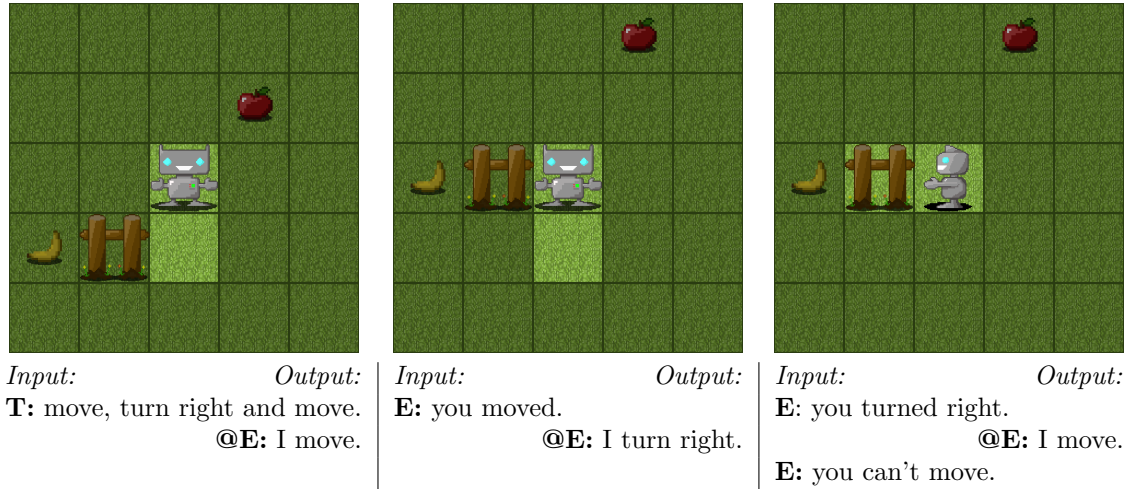 Input: Output:
T: move, turn right and move.
@E: I move.
Input: Output:
E: you moved.
@E: I turn right.
Input: Output:
E: you turned right.
@E: I move.
E: you can't move.